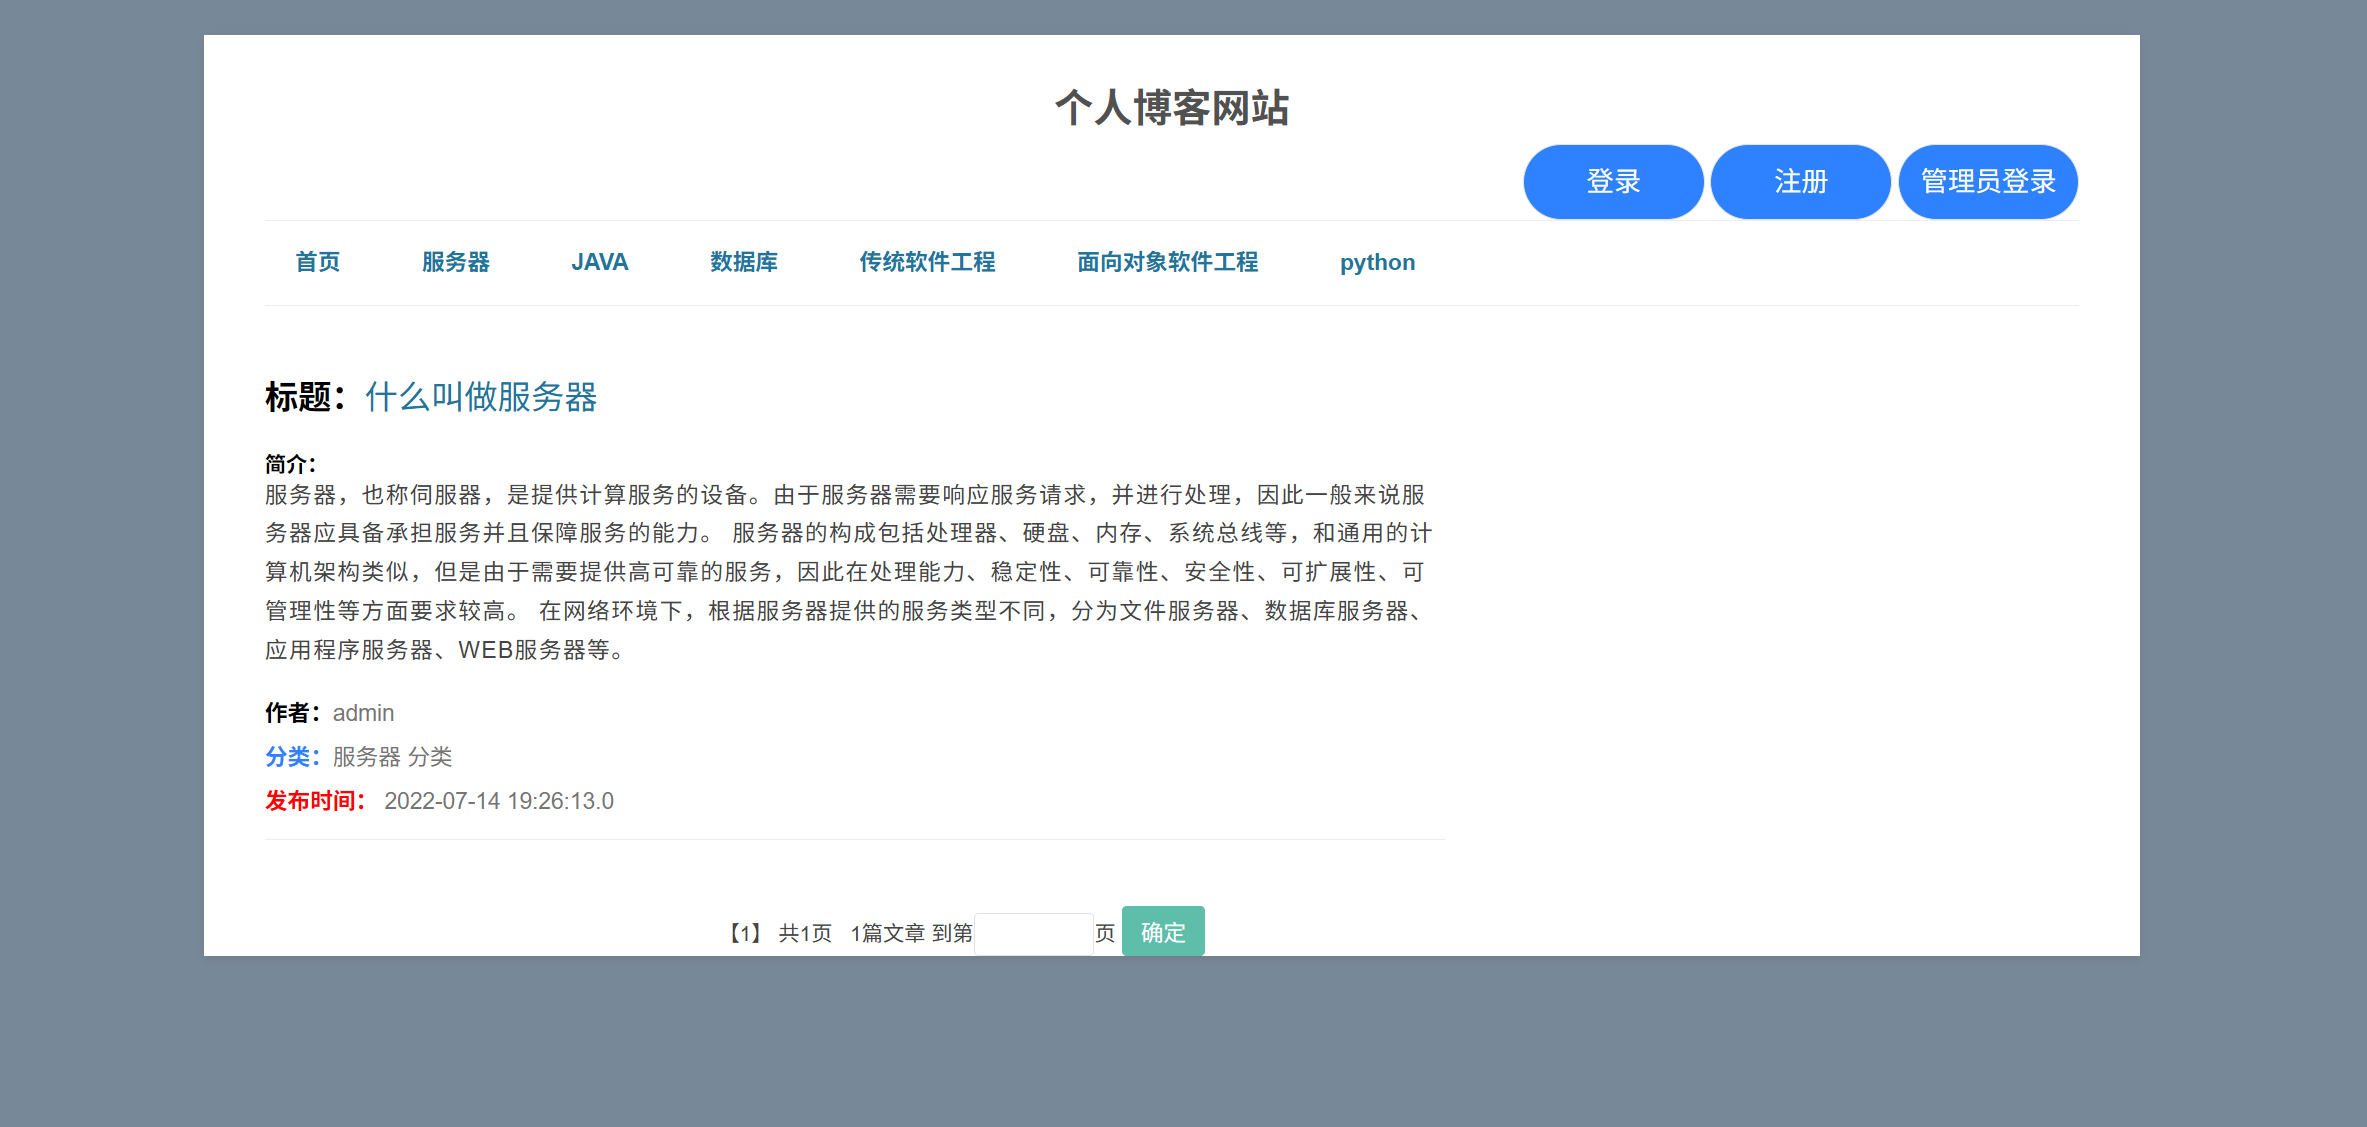 个人博客网站
登录 注册 管理员登录
首页 服务器 JAVA 数据库 传统软件工程 面向对象软件工程 python
标题：什么叫做服务器
简介：
服务器，也称伺服器，是提供计算服务的设备。由于服务器需要响应服务请求，并进行处理，因此一般来说服
务器应具备承担服务并且保障服务的能力。 服务器的构成包括处理器、硬盘、内存、系统总线等，和通用的计
算机架构类似，但是由于需要提供高可靠的服务，因此在处理能力、稳定性、可靠性、安全性、可扩展性、可
管理性等方面要求较高。 在网络环境下，根据服务器提供的服务类型不同，分为文件服务器、数据库服务器、
应用程序服务器、WEB服务器等。
作者：admin
分类：服务器 分类
发布时间： 2022-07-14 19:26:13.0
【1】 共1页 1篇文章 到第 页 确定